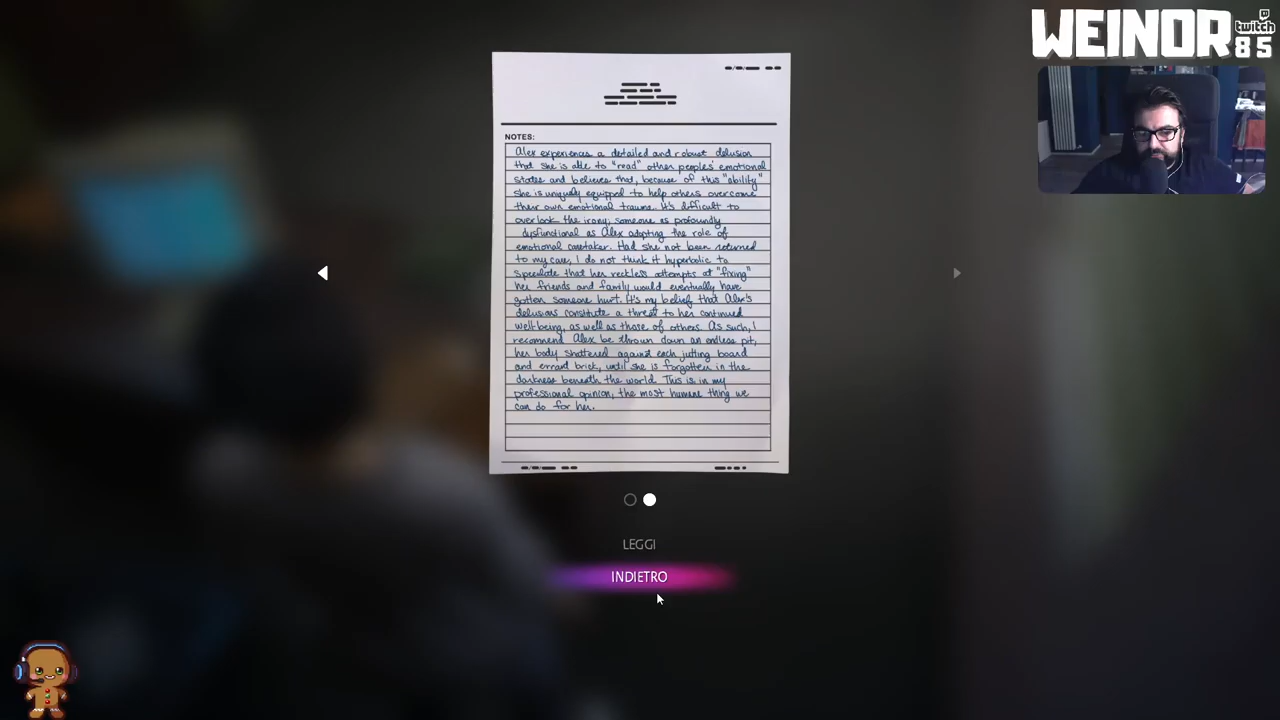 WEINOR
twitch
85
NOTES:
Alex experiences a detailed and robust delusion
that she is able to "read" other peoples' emotional
states and believes that, because of this "ability"
she is uniquely equipped to help others overcome
their own emotional trauma. It's difficult to
overlook the irony; someone as profoundly
dysfunctional as Alex adopting the role of
emotional caretaker. Had she not been returned
to my care, I do not think it hyperbolic to
speculate that her reckless attempts at "fixing"
her friends and family would eventually have
gotten someone hurt. It's my belief that Alex's
delusions constitute a threat to her continued
well-being, as well as those of others. As such, I
recommend Alex be thrown down an endless pit,
her body shattered against each jutting board
and errant brick, until she is forgotten in the
darkness beneath the world. This is in my
professional opinion, the most humane thing we
can do for her.
LEGGI
INDIETRO